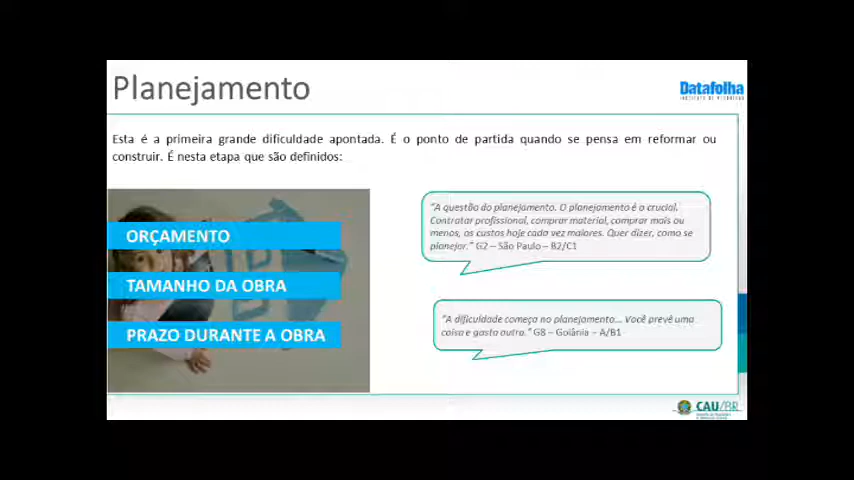 Planejamento
Datafolha
INSTITUTO DE PESQUISAS
Esta é a primeira grande dificuldade apontada. É o ponto de partida quando se pensa em reformar ou
construir. É nesta etapa que são definidos:
ORÇAMENTO
TAMANHO DA OBRA
PRAZO DURANTE A OBRA
"A questão do planejamento. O planejamento é o crucial.
Contratar profissional, comprar material, comprar mais ou
menos, os custos hoje cada vez maiores. Quer dizer, como se
planejar." G2 – São Paulo – B2/C1
"A dificuldade começa no planejamento... Você prevê uma
coisa e gasta outra." G8 – Goiânia – A/B1
CAU/BR